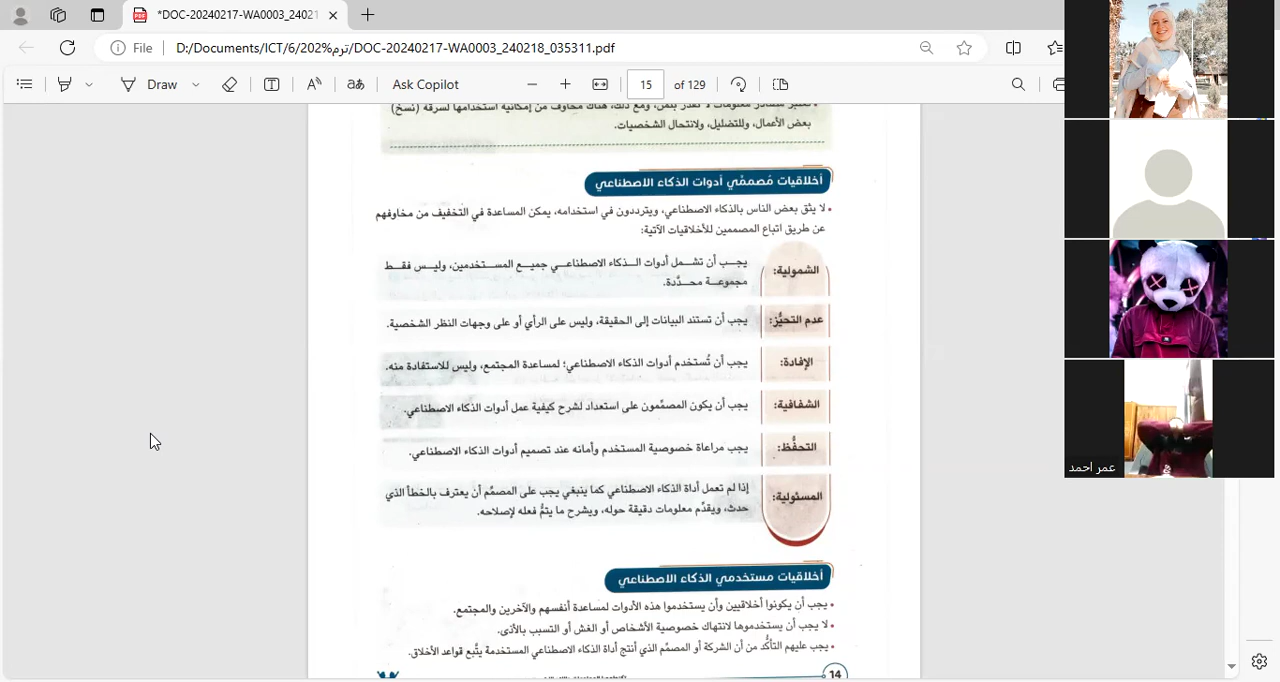 *DOC-20240217-WA0003_24021
File
D:/Documents/ICT/6/202%ترم/DOC-20240217-WA0003_240218_035311.pdf
Draw
Ask Copilot
15 of 129
بعض الأعمال، وللتضليل، ولانتحال الشخصيات.
أخلاقيات مُصممي أدوات الذكاء الاصطناعي
• لا يثق بعض الناس بالذكاء الاصطناعي، ويترددون في استخدامه، يمكن المساعدة في التخفيف من مخاوفهم
عن طريق اتباع المصممين للأخلاقيات الآتية:
الشمولية: يجب أن تشمل أدوات الذكاء الاصطناعي جميع المستخدمين، وليس فقط
مجموعة محدَّدة.
عدم التحيُّز: يجب أن تستند البيانات إلى الحقيقة، وليس على الرأي أو على وجهات النظر الشخصية.
الإفادة: يجب أن تُستخدم أدوات الذكاء الاصطناعي؛ لمساعدة المجتمع، وليس للاستفادة منه.
الشفافية: يجب أن يكون المصمِّمون على استعداد لشرح كيفية عمل أدوات الذكاء الاصطناعي.
التحفُّظ: يجب مراعاة خصوصية المستخدم وأمانه عند تصميم أدوات الذكاء الاصطناعي.
المسئولية: إذا لم تعمل أداة الذكاء الاصطناعي كما ينبغي يجب على المصمِّم أن يعترف بالخطأ الذي
حدث، ويقدِّم معلومات دقيقة حوله، ويشرح ما يتمُّ فعله لإصلاحه.
أخلاقيات مستخدمي الذكاء الاصطناعي
• يجب أن يكونوا أخلاقيين وأن يستخدموا هذه الأدوات لمساعدة أنفسهم والآخرين والمجتمع.
• لا يجب أن يستخدموها لانتهاك خصوصية الأشخاص أو الغش أو التسبب بالأذى.
• يجب عليهم التأكُّد من أن الشركة أو المصمِّم الذي أنتج أداة الذكاء الاصطناعي المستخدمة يتَّبع قواعد الأخلاق.
14
عمر احمد